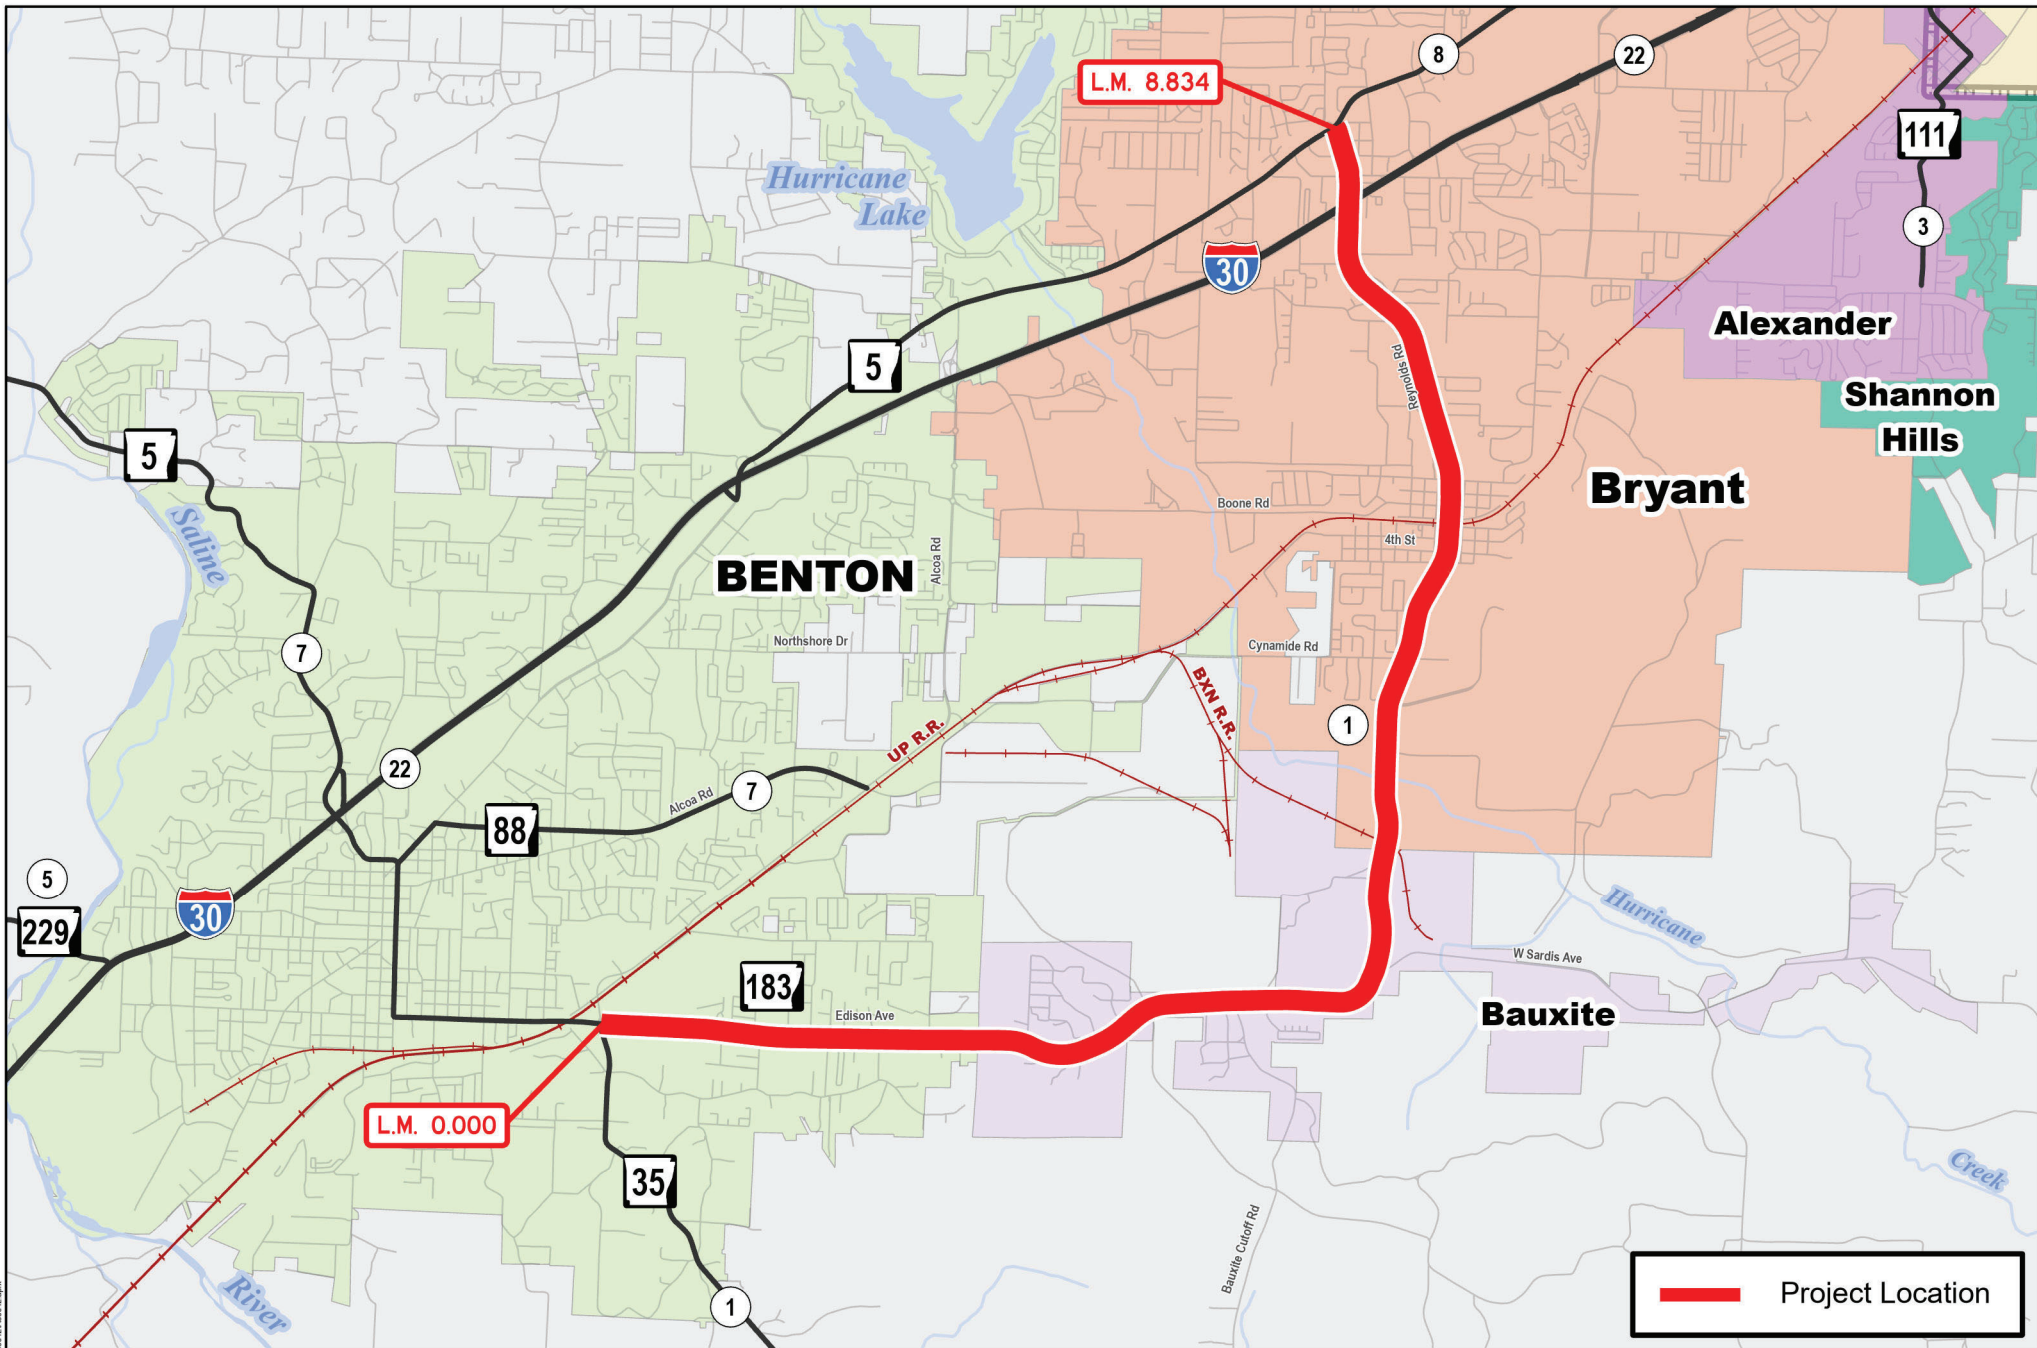 8
22
L.M. 8.834
111
Hurricane
Lake
3
30
Alexander
5
Reynolds Rd
Shannon
Hills
5
Bryant
Boone Rd
Saline
4th St
Alcoa Rd
BENTON
Northshore Dr
Cynamide Rd
7
BXN R.R.
1
UP R.R.
22
7
Alcoa Rd
88
5
229
30
Hurricane
W Sardis Ave
183
Edison Ave
Bauxite
L.M. 0.000
35
Creek
Bauxite Cutoff Rd
River
1
Project Location